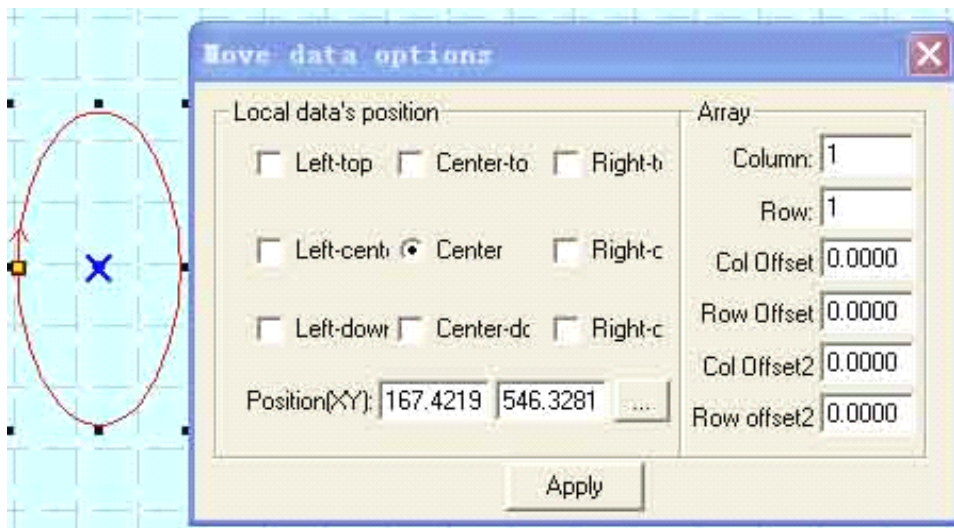 Move data options
Local data's position
Array
Left-top Center-to Right-t
Column: 1
Row: 1
Left-cent Center Right-c
Col Offset 0.0000
Row Offset 0.0000
Left-down Center-dc Right-c
Col Offset2 0.0000
Position(XY): 167.4219 546.3281 ...
Row offset2 0.0000
Apply